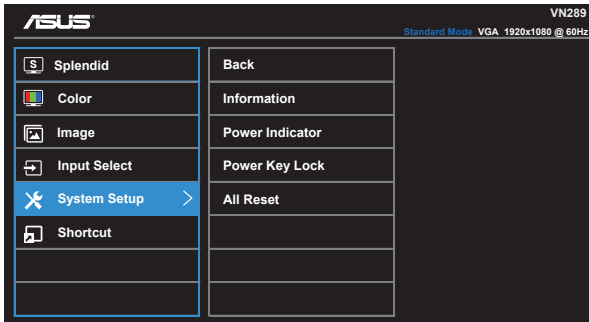 ASUS
VN289
Standard Mode VGA 1920x1080 @ 60Hz
S Splendid
Color
Image
Input Select
System Setup
Shortcut
Back
Information
Power Indicator
Power Key Lock
All Reset